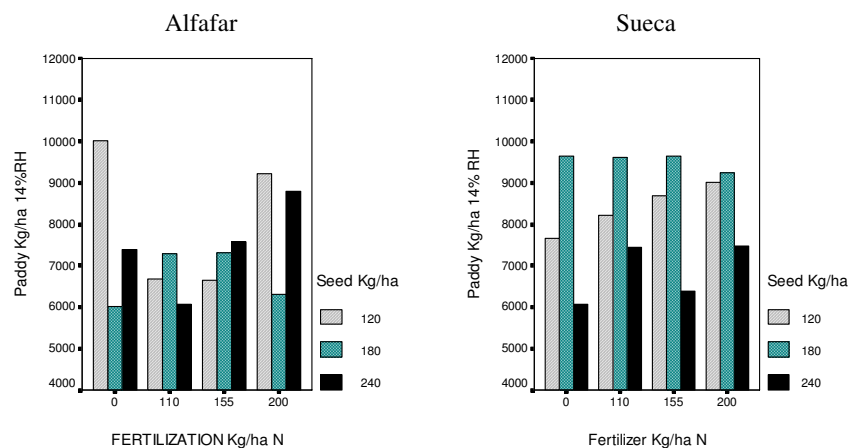 Alfafar
12000
11000
10000
9000
8000
7000
6000
5000
4000
Paddy Kg/ha 14%RH
0 110 155 200
FERTILIZATION Kg/ha N
Seed Kg/ha
120
180
240
Sueca
12000
11000
10000
9000
8000
7000
6000
5000
4000
Paddy Kg/ha 14% RH
0 110 155 200
Fertilizer Kg/ha N
Seed Kg/ha
120
180
240